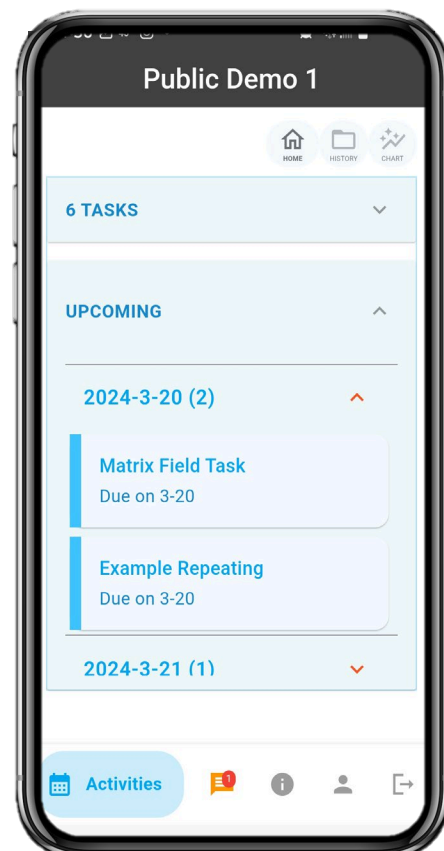 Public Demo 1
HOME HISTORY CHART
6 TASKS
UPCOMING
2024-3-20 (2)
Matrix Field Task
Due on 3-20
Example Repeating
Due on 3-20
2024-3-21 (1)
1
Activities